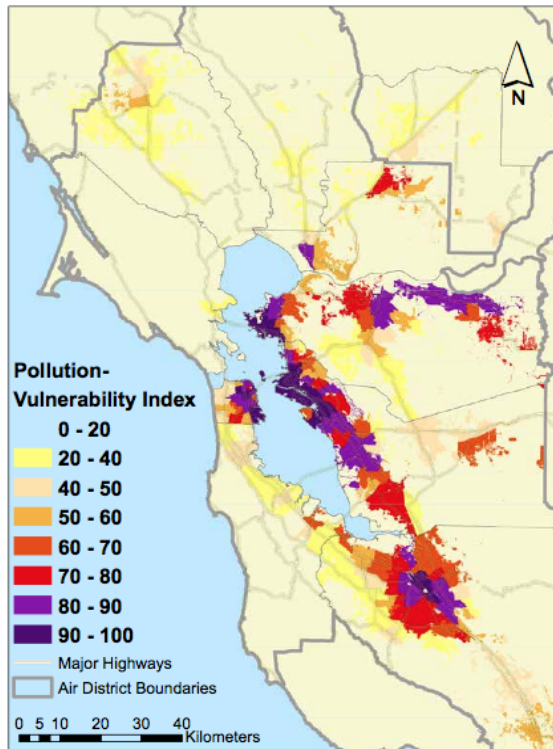 N
Pollution-
Vulnerability Index
0 - 20
20 - 40
40 - 50
50 - 60
60 - 70
70 - 80
80 - 90
90 - 100
Major Highways
Air District Boundaries
0 5 10 20 30 40
Kilometers